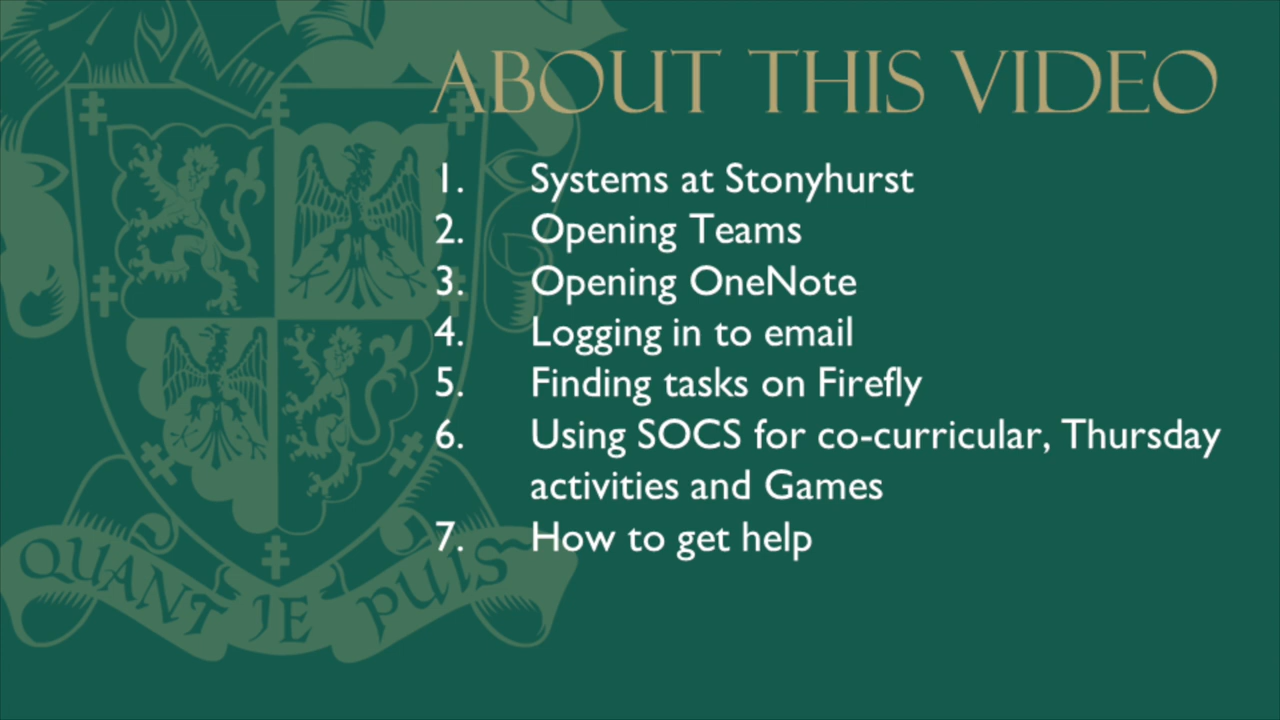 ABOUT THIS VIDEO
1. Systems at Stonyhurst
2. Opening Teams
3. Opening OneNote
4. Logging in to email
5. Finding tasks on Firefly
6. Using SOCS for co-curricular, Thursday
activities and Games
7. How to get help
QUANT JE PUIS